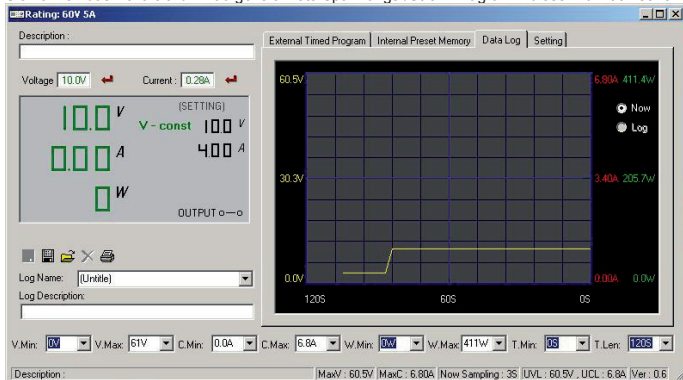 Rating: 60V 5A
Description :
External Timed Program Internal Preset Memory Data Log Setting
Voltage 10.0V Current : 0.28A
10.0 V (SETTING)
V - const 10.0 V
0.00 A 4.00 A
0 W
OUTPUT o—o
60.5V 6.80A 411.4W
Now
Log
30.3V 3.40A 205.7W
0.0V 0.00A 0.0W
120S 60S 0S
Log Name: (Untitle)
Log Description:
V.Min: 0V V.Max: 61V C.Min: 0.0A C.Max: 6.8A W.Min: 0W W.Max: 411W T.Min: 0S T.Len: 120S
Description : MaxV : 60.5V MaxC : 6.80A Now Sampling : 3S UVL : 60.5V , UCL : 6.8A Ver : 0.6